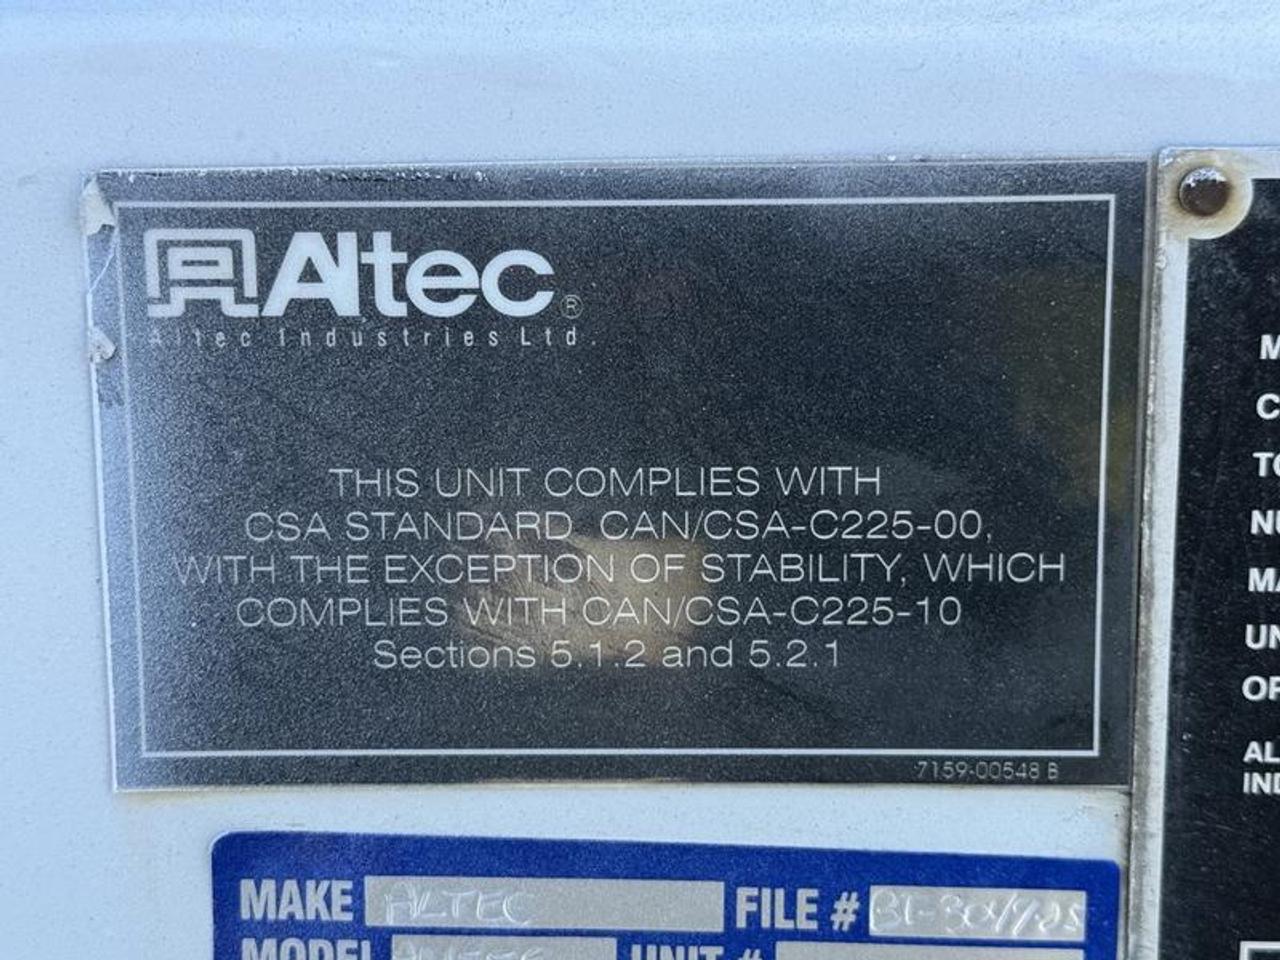 Altec®
Altec Industries Ltd.
THIS UNIT COMPLIES WITH
CSA STANDARD CAN/CSA-C225-00,
WITH THE EXCEPTION OF STABILITY, WHICH
COMPLIES WITH CAN/CSA-C225-10
Sections 5.1.2 and 5.2.1
7159-00548 B
MAKE ALTEC FILE #
MODEL UNIT #